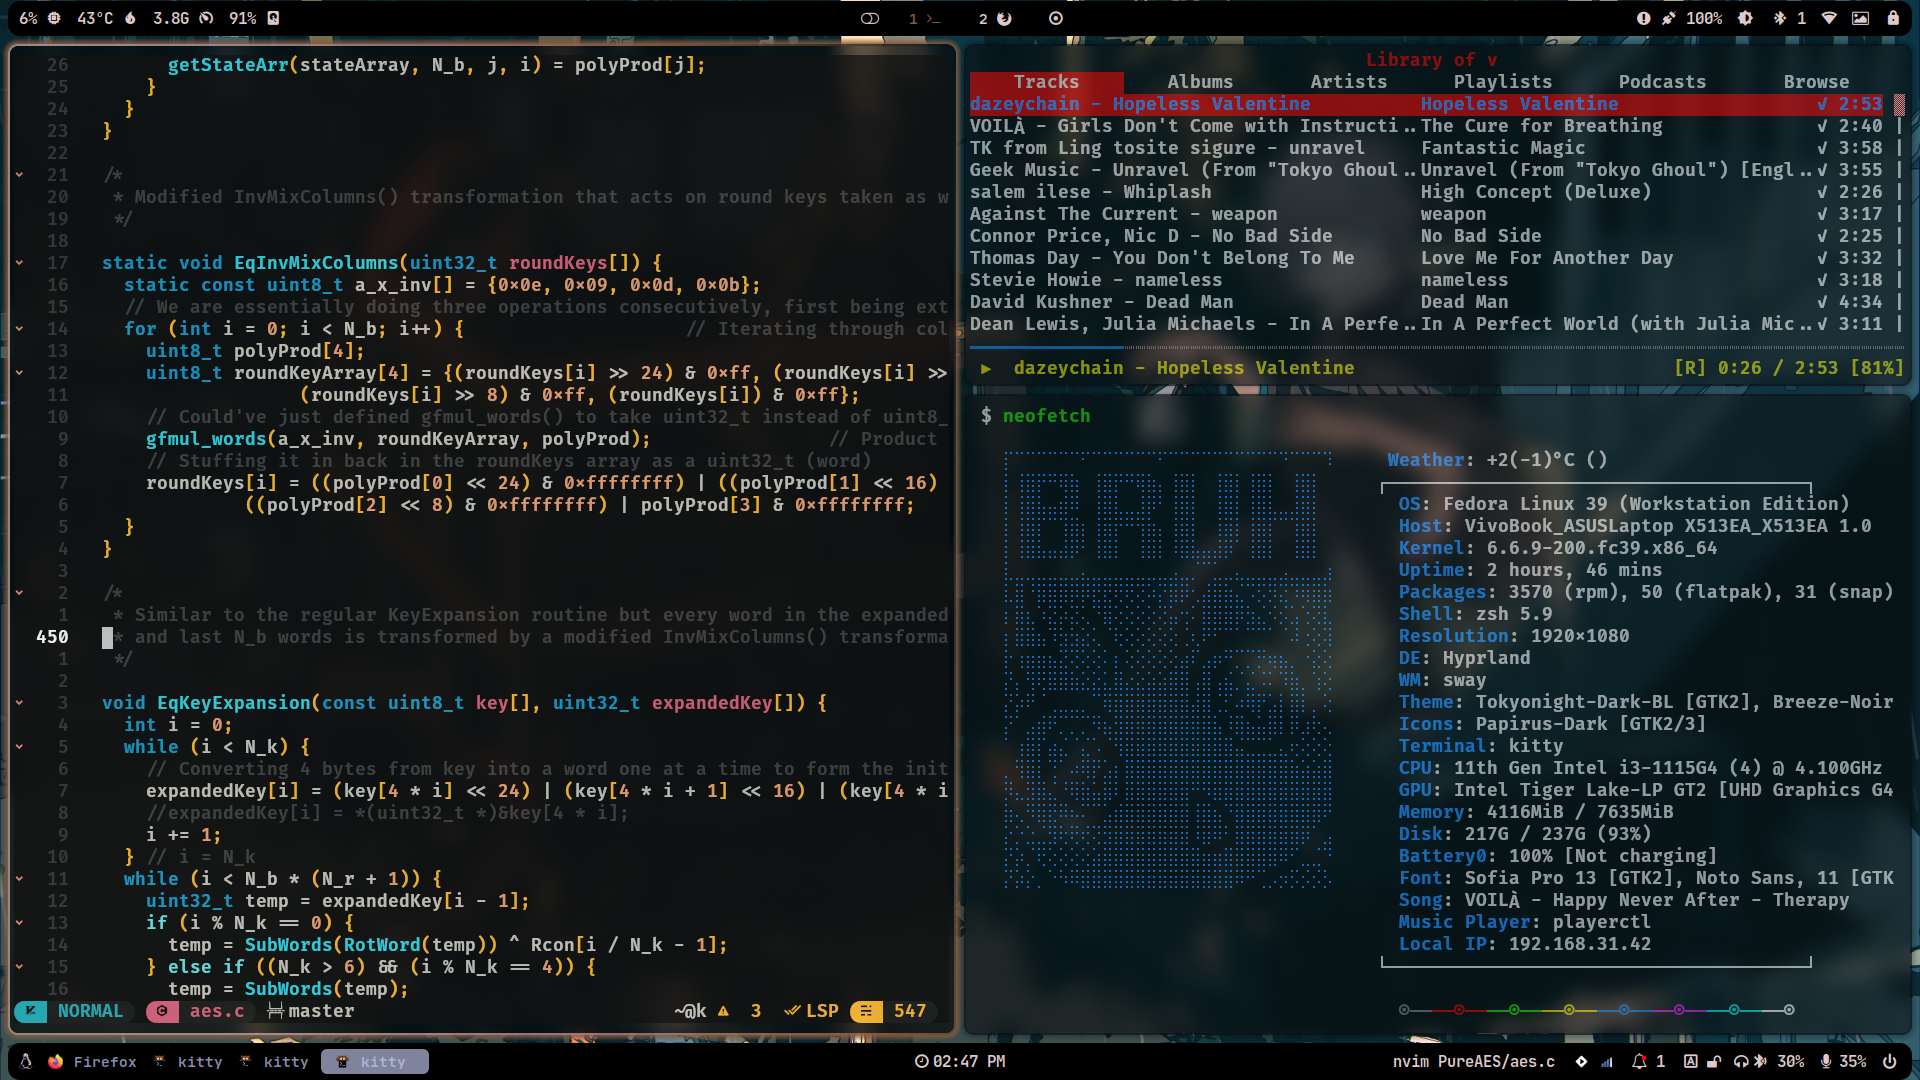 6% 43°C 3.8G 91% 1 >_ 2 100% 1
26 getStateArr(stateArray, N_b, j, i) = polyProd[j];
25 }
24 }
23 }
22
21 /*
20 * Modified InvMixColumns() transformation that acts on round keys taken as w
19 */
18
17 static void EqInvMixColumns(uint32_t roundKeys[]) {
16 static const uint8_t a_x_inv[] = {0×0e, 0×09, 0×0d, 0×0b};
15 // We are essentially doing three operations consecutively, first being ext
14 for (int i = 0; i < N_b; i++) { // Iterating through col
13 uint8_t polyProd[4];
12 uint8_t roundKeyArray[4] = {(roundKeys[i] >> 24) & 0×ff, (roundKeys[i] >>
11 (roundKeys[i] >> 8) & 0×ff, (roundKeys[i]) & 0×ff};
10 // Could've just defined gfmul_words() to take uint32_t instead of uint8_
9 gfmul_words(a_x_inv, roundKeyArray, polyProd); // Product
8 // Stuffing it in back in the roundKeys array as a uint32_t (word)
7 roundKeys[i] = ((polyProd[0] << 24) & 0×ffffffff) | ((polyProd[1] << 16)
6 ((polyProd[2] << 8) & 0×ffffffff) | polyProd[3] & 0×ffffffff;
5 }
4 }
3
2 /*
1 * Similar to the regular KeyExpansion routine but every word in the expanded
450 * and last N_b words is transformed by a modified InvMixColumns() transforma
1 */
2
3 void EqKeyExpansion(const uint8_t key[], uint32_t expandedKey[]) {
4 int i = 0;
5 while (i < N_k) {
6 // Converting 4 bytes from key into a word one at a time to form the init
7 expandedKey[i] = (key[4 * i] << 24) | (key[4 * i + 1] << 16) | (key[4 * i
8 //expandedKey[i] = *(uint32_t *)&key[4 * i];
9 i += 1;
10 } // i = N_k
11 while (i < N_b * (N_r + 1)) {
12 uint32_t temp = expandedKey[i - 1];
13 if (i % N_k == 0) {
14 temp = SubWords(RotWord(temp)) ^ Rcon[i / N_k - 1];
15 } else if ((N_k > 6) && (i % N_k == 4)) {
16 temp = SubWords(temp);
NORMAL aes.c master ~@k 3 LSP 547
Library of v
Tracks Albums Artists Playlists Podcasts Browse
dazeychain - Hopeless Valentine Hopeless Valentine √ 2:53
VOILÀ - Girls Don't Come with Instructi..The Cure for Breathing √ 2:40
TK from Ling tosite sigure - unravel Fantastic Magic √ 3:58
Geek Music - Unravel (From "Tokyo Ghoul..Unravel (From "Tokyo Ghoul") [Engl..√ 3:55
salem ilese - Whiplash High Concept (Deluxe) √ 2:26
Against The Current - weapon weapon √ 3:17
Connor Price, Nic D - No Bad Side No Bad Side √ 2:25
Thomas Day - You Don't Belong To Me Love Me For Another Day √ 3:32
Stevie Howie - nameless nameless √ 3:18
David Kushner - Dead Man Dead Man √ 4:34
Dean Lewis, Julia Michaels - In A Perfe..In A Perfect World (with Julia Mic..√ 3:11
▶ dazeychain - Hopeless Valentine [R] 0:26 / 2:53 [81%]
$ neofetch
BRUH
Weather: +2(-1)°C ()
OS: Fedora Linux 39 (Workstation Edition)
Host: VivoBook_ASUSLaptop X513EA_X513EA 1.0
Kernel: 6.6.9-200.fc39.x86_64
Uptime: 2 hours, 46 mins
Packages: 3570 (rpm), 50 (flatpak), 31 (snap)
Shell: zsh 5.9
Resolution: 1920×1080
DE: Hyprland
WM: sway
Theme: Tokyonight-Dark-BL [GTK2], Breeze-Noir
Icons: Papirus-Dark [GTK2/3]
Terminal: kitty
CPU: 11th Gen Intel i3-1115G4 (4) @ 4.100GHz
GPU: Intel Tiger Lake-LP GT2 [UHD Graphics G4
Memory: 4116MiB / 7635MiB
Disk: 217G / 237G (93%)
Battery0: 100% [Not charging]
Font: Sofia Pro 13 [GTK2], Noto Sans, 11 [GTK
Song: VOILÀ - Happy Never After - Therapy
Music Player: playerctl
Local IP: 192.168.31.42
Firefox kitty kitty kitty 02:47 PM nvim PureAES/aes.c 1 A 30% 35%